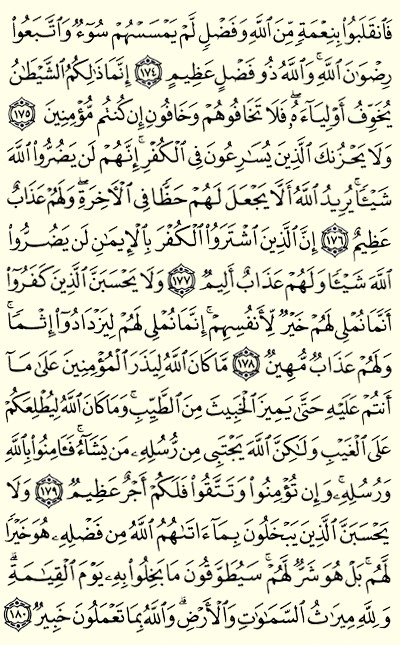 فَٱنقَلَبُوا۟ بِنِعْمَةٍ مِّنَ ٱللَّهِ وَفَضْلٍ لَّمْ يَمْسَسْهُمْ سُوٓءٌ وَٱتَّبَعُوا۟
رِضْوَٰنَ ٱللَّهِ ۗ وَٱللَّهُ ذُو فَضْلٍ عَظِيمٍ ١٧٤ إِنَّمَا ذَٰلِكُمُ ٱلشَّيْطَٰنُ
يُخَوِّفُ أَوْلِيَآءَهُۥ فَلَا تَخَافُوهُمْ وَخَافُونِ إِن كُنتُم مُّؤْمِنِينَ ١٧٥
وَلَا يَحْزُنكَ ٱلَّذِينَ يُسَٰرِعُونَ فِى ٱلْكُفْرِ ۚ إِنَّهُمْ لَن يَضُرُّوا۟ ٱللَّهَ
شَيْـًٔا ۗ يُرِيدُ ٱللَّهُ أَلَّا يَجْعَلَ لَهُمْ حَظًّا فِى ٱلْـَٔاخِرَةِ ۖ وَلَهُمْ عَذَابٌ
عَظِيمٌ ١٧٦ إِنَّ ٱلَّذِينَ ٱشْتَرَوُا۟ ٱلْكُفْرَ بِٱلْإِيمَٰنِ لَن يَضُرُّوا۟
ٱللَّهَ شَيْـًٔا وَلَهُمْ عَذَابٌ أَلِيمٌ ١٧٧ وَلَا يَحْسَبَنَّ ٱلَّذِينَ كَفَرُوٓا۟
أَنَّمَا نُمْلِى لَهُمْ خَيْرٌ لِّأَنفُسِهِمْ ۚ إِنَّمَا نُمْلِى لَهُمْ لِيَزْدَادُوٓا۟ إِثْمًا ۚ
وَلَهُمْ عَذَابٌ مُّهِينٌ ١٧٨ مَّا كَانَ ٱللَّهُ لِيَذَرَ ٱلْمُؤْمِنِينَ عَلَىٰ مَآ
أَنتُمْ عَلَيْهِ حَتَّىٰ يَمِيزَ ٱلْخَبِيثَ مِنَ ٱلطَّيِّبِ ۗ وَمَا كَانَ ٱللَّهُ لِيُطْلِعَكُمْ
عَلَى ٱلْغَيْبِ وَلَٰكِنَّ ٱللَّهَ يَجْتَبِى مِن رُّسُلِهِۦ مَن يَشَآءُ ۖ فَـَٔامِنُوا۟ بِٱللَّهِ
وَرُسُلِهِۦ ۚ وَإِن تُؤْمِنُوا۟ وَتَتَّقُوا۟ فَلَكُمْ أَجْرٌ عَظِيمٌ ١٧٩ وَلَا
يَحْسَبَنَّ ٱلَّذِينَ يَبْخَلُونَ بِمَآ ءَاتَىٰهُمُ ٱللَّهُ مِن فَضْلِهِۦ هُوَ خَيْرًا
لَّهُم ۖ بَلْ هُوَ شَرٌّ لَّهُمْ ۖ سَيُطَوَّقُونَ مَا بَخِلُوا۟ بِهِۦ يَوْمَ ٱلْقِيَٰمَةِ ۗ
وَلِلَّهِ مِيرَٰثُ ٱلسَّمَٰوَٰتِ وَٱلْأَرْضِ ۗ وَٱللَّهُ بِمَا تَعْمَلُونَ خَبِيرٌ ١٨٠